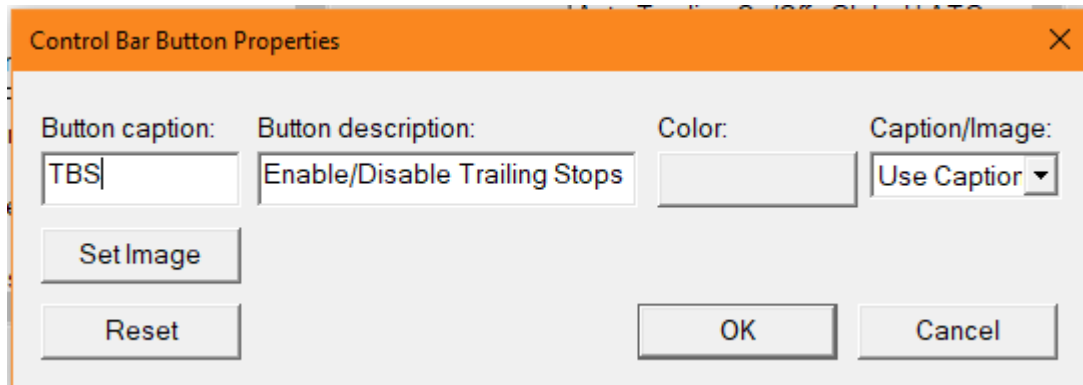 Control Bar Button Properties
Button caption: Button description: Color: Caption/Image:
TBS Enable/Disable Trailing Stops Use Caption
Set Image
Reset OK Cancel